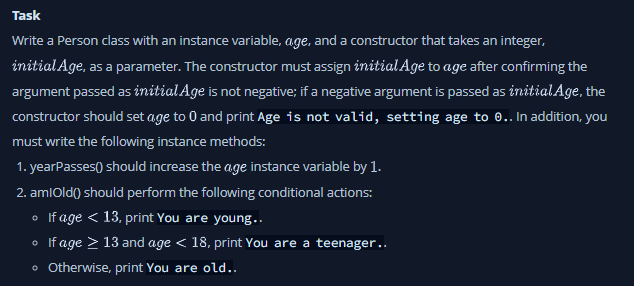 Task
Write a Person class with an instance variable, age, and a constructor that takes an integer,
initialAge, as a parameter. The constructor must assign initialAge to age after confirming the
argument passed as initialAge is not negative; if a negative argument is passed as initialAge, the
constructor should set age to 0 and print Age is not valid, setting age to 0.. In addition, you
must write the following instance methods:
1. yearPasses() should increase the age instance variable by 1.
2. amIOld() should perform the following conditional actions:
◦ If age < 13, print You are young..
◦ If age ≥ 13 and age < 18, print You are a teenager..
◦ Otherwise, print You are old..